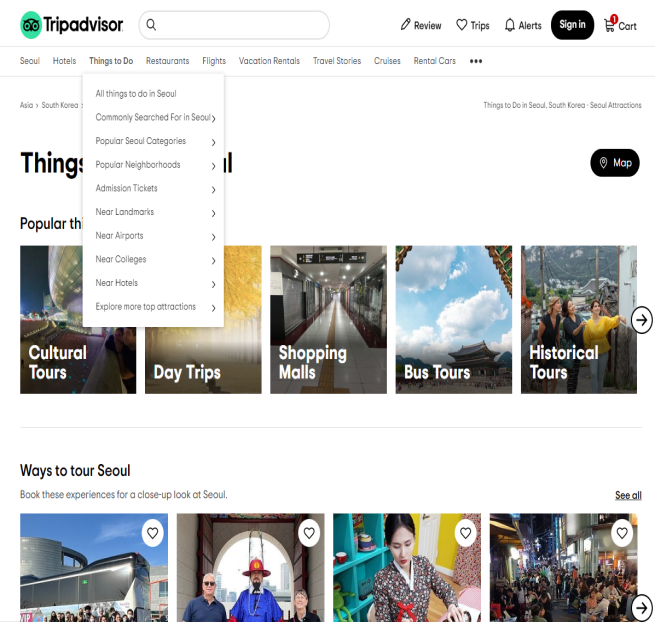 Tripadvisor
Review
Trips
Alerts
Sign in
1
Cart
Seoul
Hotels
Things to Do
Restaurants
Flights
Vacation Rentals
Travel Stories
Cruises
Rental Cars
All things to do in Seoul
Commonly Searched For in Seoul
Popular Seoul Categories
Popular Neighborhoods
Admission Tickets
Near Landmarks
Near Airports
Near Colleges
Near Hotels
Explore more top attractions
Asia › South Korea ›
Things to Do in Seoul, South Korea - Seoul Attractions
Things
Map
Popular
Cultural
Tours
Day Trips
Shopping
Malls
Bus Tours
Historical
Tours
Ways to tour Seoul
Book these experiences for a close-up look at Seoul.
See all